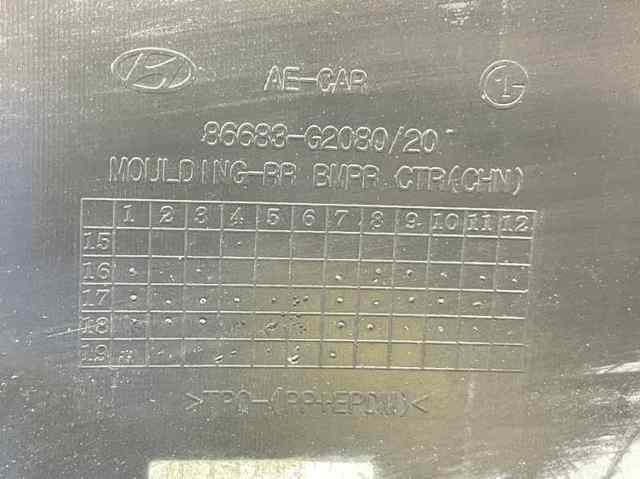 AE-CAR
1
86683-G2080/20
MOULDING-RR BMPR CTR(CHN)
1 2 3 4 5 6 7 8 9 10 11 12
15
16
17
18
19
>TPO-(PP+EPDM)<